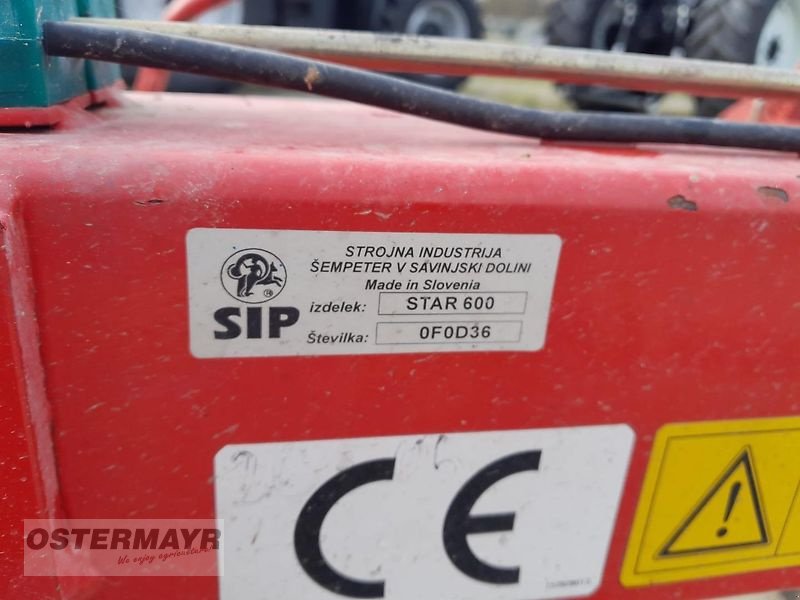 STROJNA INDUSTRIJA
ŠEMPETER V SAVINJSKI DOLINI
Made in Slovenia
SIP
izdelek: STAR 600
Številka: 0F0D36
CE
OSTERMAYR
We enjoy agriculture!